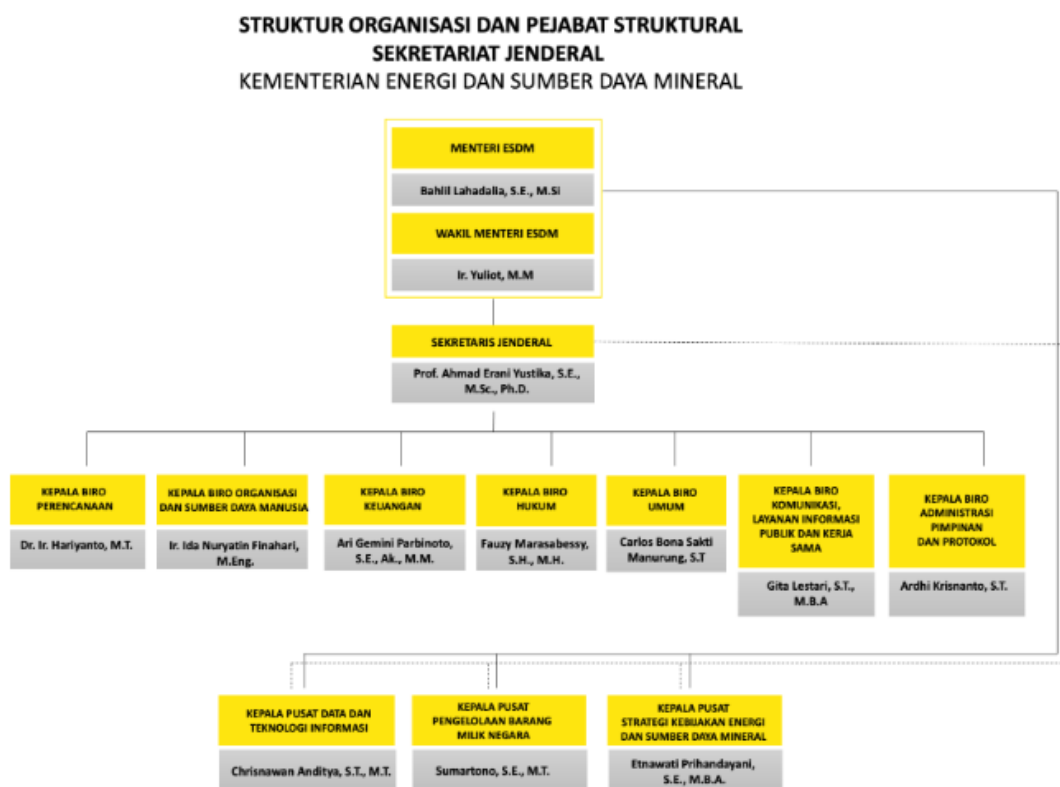 STRUKTUR ORGANISASI DAN PEJABAT STRUKTURAL
SEKRETARIAT JENDERAL
KEMENTERIAN ENERGI DAN SUMBER DAYA MINERAL
MENTERI ESDM
Bahlil Lahadalia, S.E., M.Si
WAKIL MENTERI ESDM
Ir. Yuliot, M.M
SEKRETARIS JENDERAL
Prof. Ahmad Erani Yustika, S.E.,
M.Sc., Ph.D.
KEPALA BIRO
PERENCANAAN
Dr. Ir. Hariyanto, M.T.
KEPALA BIRO ORGANISASI
DAN SUMBER DAYA MANUSIA
Ir. Ida Nuryatin Finahari,
M.Eng.
KEPALA BIRO
KEUANGAN
Ari Gemini Parbinoto,
S.E., Ak., M.M.
KEPALA BIRO
HUKUM
Fauzy Marasabessy,
S.H., M.H.
KEPALA BIRO
UMUM
Carlos Bona Sakti
Manurung, S.T
KEPALA BIRO
KOMUNIKASI,
LAYANAN INFORMASI
PUBLIK DAN KERJA
SAMA
Gita Lestari, S.T.,
M.B.A
KEPALA BIRO
ADMINISTRASI
PIMPINAN
DAN PROTOKOL
Ardhi Krisnanto, S.T.
KEPALA PUSAT DATA DAN
TEKNOLOGI INFORMASI
Chrisnawan Anditya, S.T., M.T.
KEPALA PUSAT
PENGELOLAAN BARANG
MILIK NEGARA
Sumartono, S.E., M.T.
KEPALA PUSAT
STRATEGI KEBIJAKAN ENERGI
DAN SUMBER DAYA MINERAL
Etnawati Prihandayani,
S.E., M.B.A.